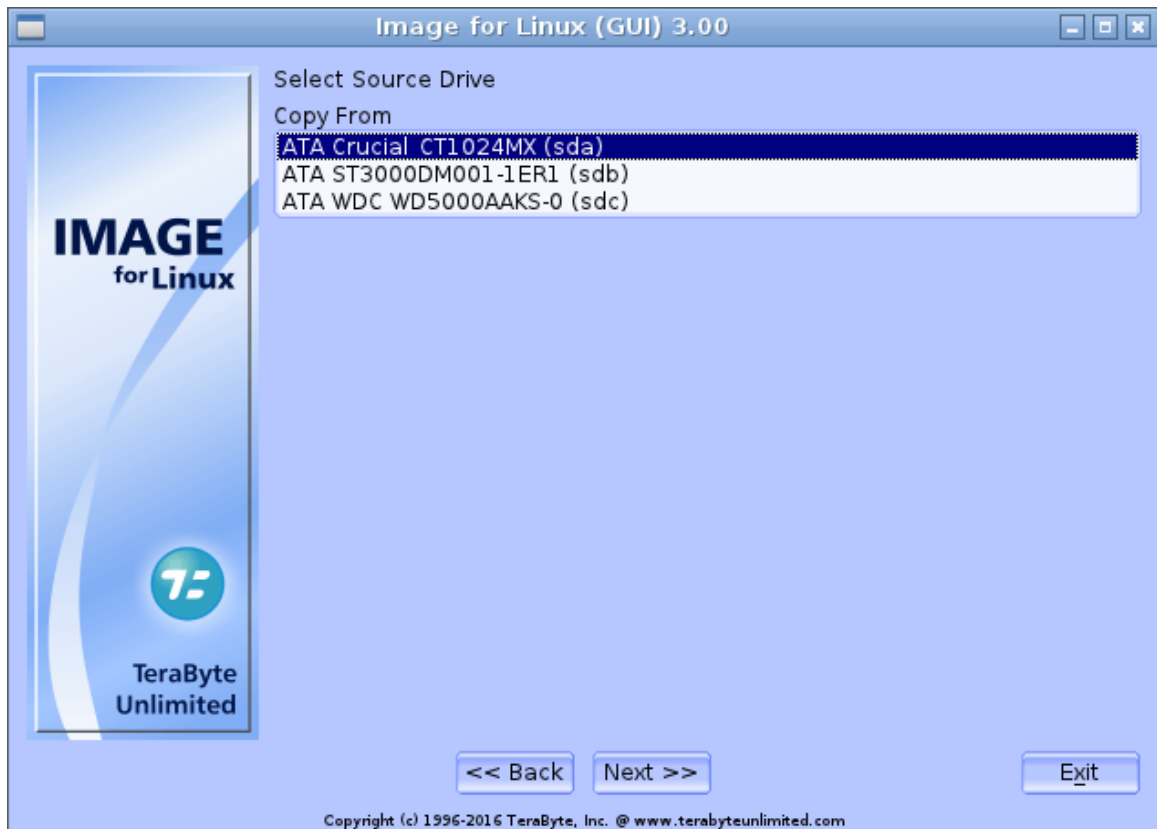 Image for Linux (GUI) 3.00
Select Source Drive
Copy From
ATA Crucial CT1024MX (sda)
ATA ST3000DM001-1ER1 (sdb)
ATA WDC WD5000AAKS-0 (sdc)
IMAGE
for Linux
TeraByte
Unlimited
<< Back
Next >>
Exit
Copyright (c) 1996-2016 TeraByte, Inc. @ www.terabyteunlimited.com